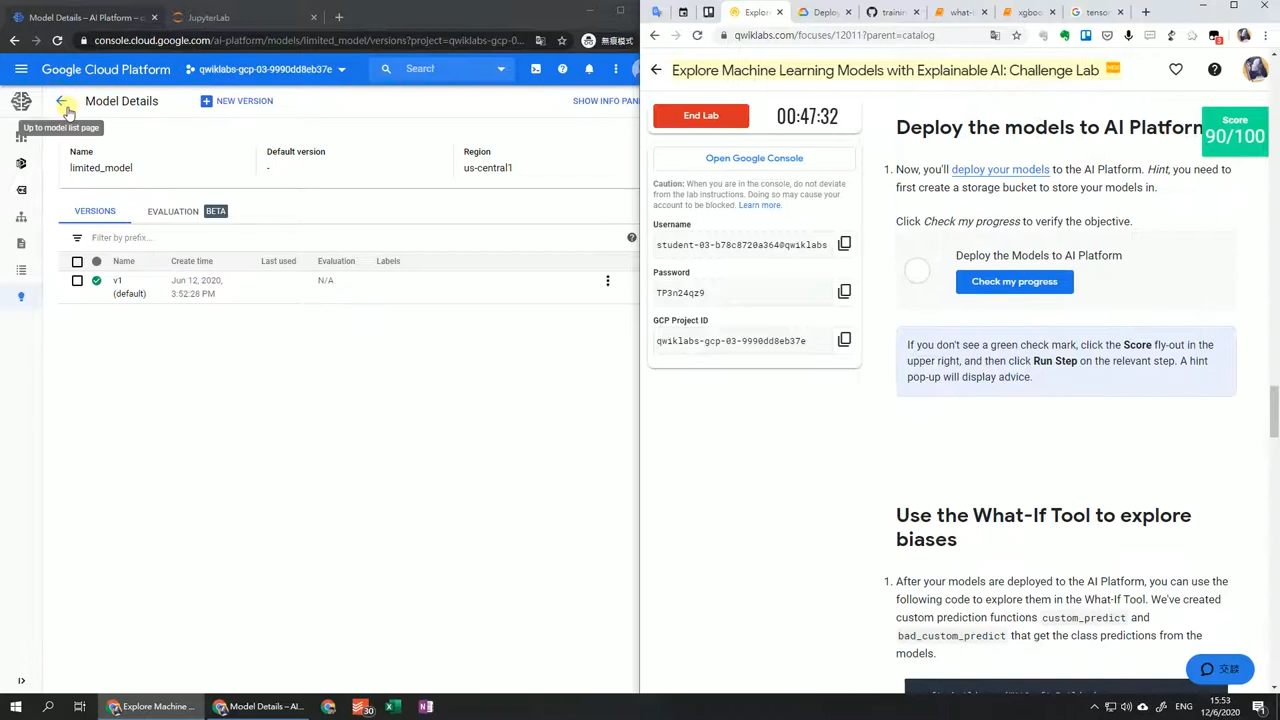 Model Details – AI Platform –
JupyterLab
cloud.google.com/ai-platform/models/limited_model/versions?project=qwiklabs-gcp-0...
無痕模式
Google Cloud Platform
qwiklabs-gcp-03-9990dd8eb37e
Search
Model Details
NEW VERSION
SHOW INFO PAN
Up to model list page
Name
limited_model
Default version
-
Region
us-central1
VERSIONS
EVALUATION
BETA
Filter by prefix...
Name
Create time
Last used
Evaluation
Labels
v1
(default)
Jun 12, 2020,
3:52:28 PM
N/A
Explor
Deploy
trainin
what-i
xgboo
tensor
qwiklabs.com/focuses/12011?parent=catalog
Explore Machine Learning Models with Explainable AI: Challenge Lab
End Lab
00:47:32
Open Google Console
Caution: When you are in the console, do not deviate
from the lab instructions. Doing so may cause your
account to be blocked. Learn more.
Username
student-03-b78c8720a364@qwiklabs
Password
TP3n24qz9
GCP Project ID
qwiklabs-gcp-03-9990dd8eb37e
Deploy the models to AI Platform
Score
90/100
1. Now, you'll deploy your models to the AI Platform. Hint, you need to
first create a storage bucket to store your models in.
Click Check my progress to verify the objective.
Deploy the Models to AI Platform
Check my progress
If you don't see a green check mark, click the Score fly-out in the
upper right, and then click Run Step on the relevant step. A hint
pop-up will display advice.
Use the What-If Tool to explore
biases
1. After your models are deployed to the AI Platform, you can use the
following code to explore them in the What-If Tool. We've created
custom prediction functions custom_predict and
bad_custom_predict that get the class predictions from the
models.
交談
Explore Machine ...
Model Details – AI...
30
ENG
15:53
12/6/2020